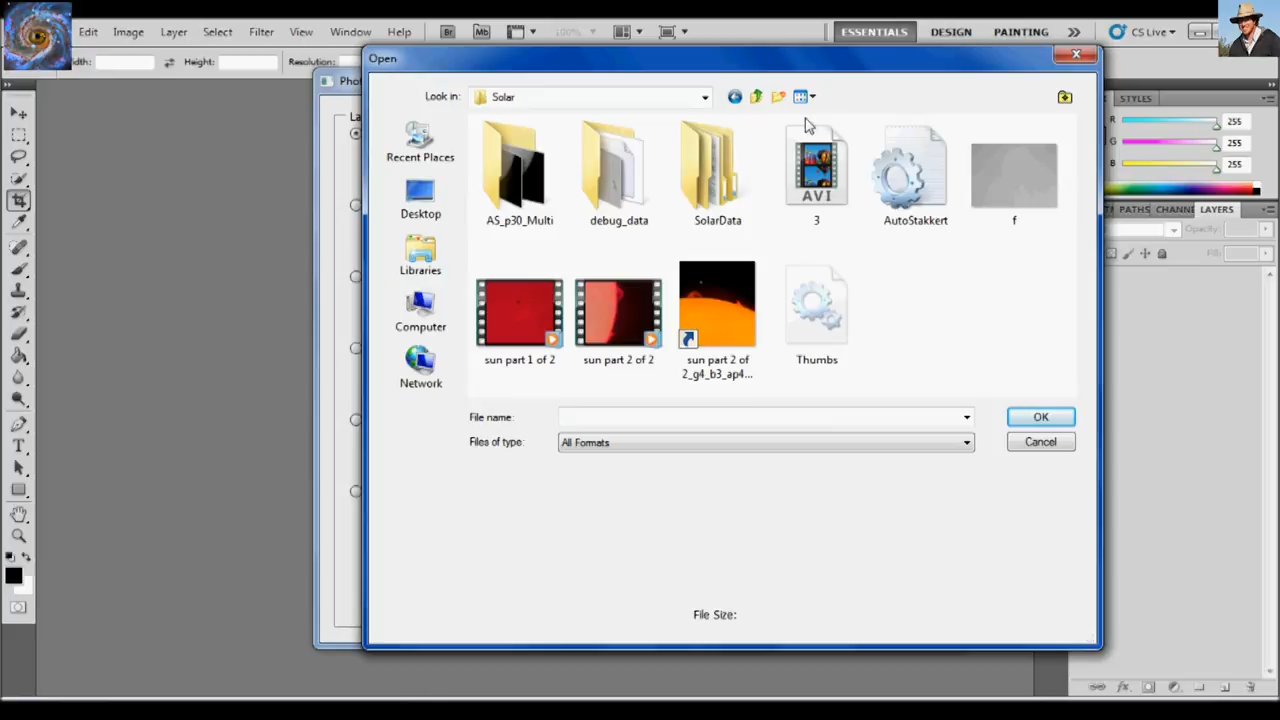 Edit Image Layer Select Filter View Window Help Br Mb 100% ESSENTIALS DESIGN PAINTING CS Live
Height: Resolution:
Open
Look in: Solar
STYLES
R 255
G 255
B 255
PATHS CHANNE LAYERS
Recent Places
Desktop
Libraries
Computer
Network
AS_p30_Multi debug_data SolarData 3 AutoStakkert f
AVI
sun part 1 of 2 sun part 2 of 2 sun part 2 of Thumbs
2_g4_b3_ap4...
File name: OK
Files of type: All Formats Cancel
File Size: